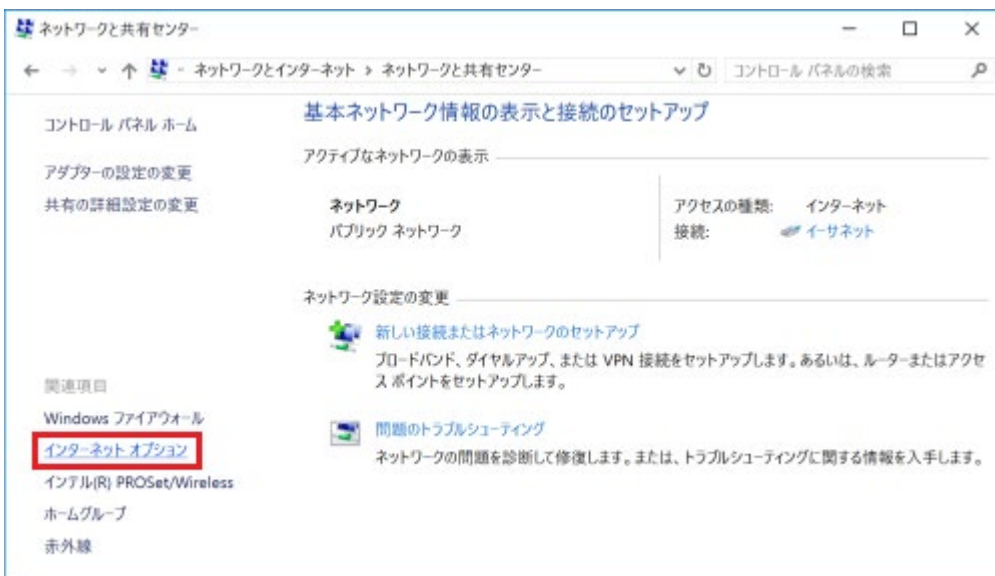 ネットワークと共有センター
ネットワークとインターネット › ネットワークと共有センター
コントロール パネルの検索
コントロール パネル ホーム
アダプターの設定の変更
共有の詳細設定の変更
基本ネットワーク情報の表示と接続のセットアップ
アクティブなネットワークの表示
ネットワーク
パブリック ネットワーク
アクセスの種類: インターネット
接続: イーサネット
ネットワーク設定の変更
新しい接続またはネットワークのセットアップ
ブロードバンド、ダイヤルアップ、または VPN 接続をセットアップします。あるいは、ルーターまたはアクセ
ス ポイントをセットアップします。
問題のトラブルシューティング
ネットワークの問題を診断して修復します。または、トラブルシューティングに関する情報を入手します。
関連項目
Windows ファイアウォール
インターネット オプション
インテル(R) PROSet/Wireless
ホームグループ
赤外線